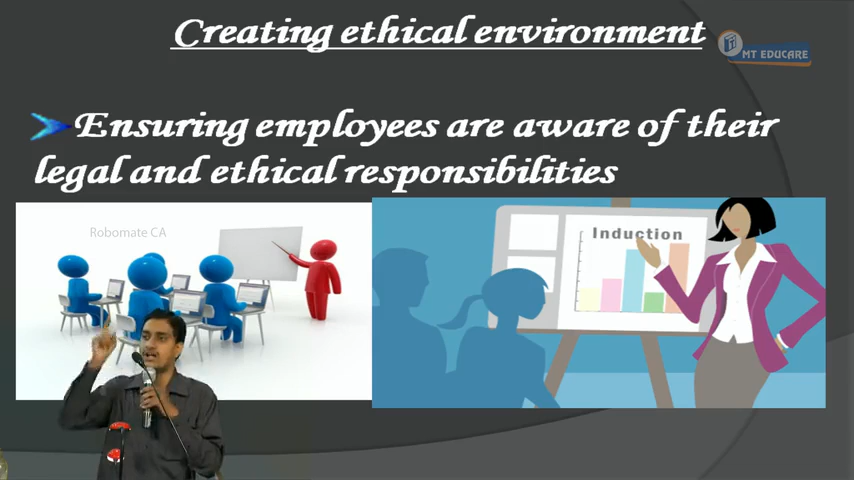 Creating ethical environment
MT EDUCARE
Ensuring employees are aware of their
legal and ethical responsibilities
Robomate CA
Induction